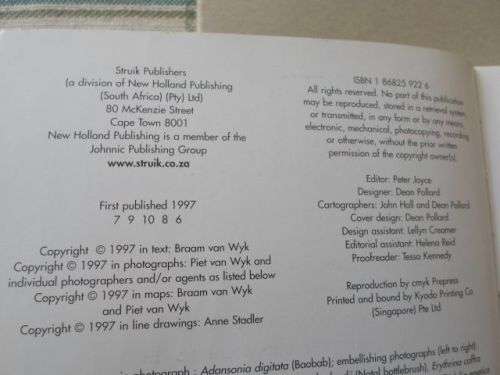 Struik Publishers
(a division of New Holland Publishing
(South Africa) (Pty) Ltd)
80 McKenzie Street
Cape Town 8001
New Holland Publishing is a member of the
Johnnic Publishing Group
www.struik.co.za
First published 1997
7 9 10 8 6
Copyright © 1997 in text: Braam van Wyk
Copyright © 1997 in photographs: Piet van Wyk and
individual photographers and/or agents as listed below
Copyright © 1997 in maps: Braam van Wyk
and Piet van Wyk
Copyright © 1997 in line drawings: Anne Stadler
ISBN 1 86825 922 6
All rights reserved. No part of this publication
may be reproduced, stored in a retrieval system
or transmitted, in any form or by any means,
electronic, mechanical, photocopying, recording
or otherwise, without the prior written
permission of the copyright owner(s).
Editor: Peter Joyce
Designer: Dean Pollard
Cartographers: John Hall and Dean Pollard
Cover design: Dean Pollard
Design assistant: Lellyn Creamer
Editorial assistant: Helena Reid
Proofreader: Tessa Kennedy
Reproduction by cmyk Prepress
Printed and bound by Kyodo Printing Co
(Singapore) Pte Ltd
photograph : Adansonia digitata (Baobab); embellishing photographs (left to right)
(Natal bottlebrush), Erythrina caffra